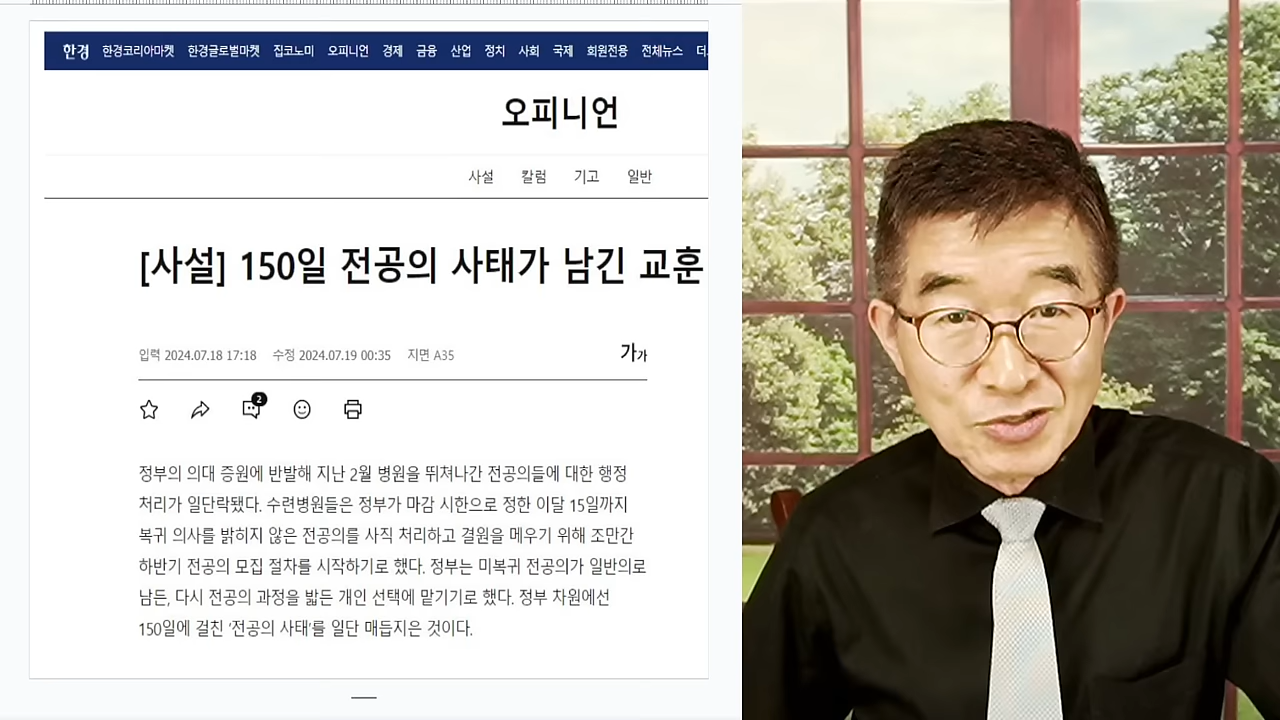 한경 한경코리아마켓 한경글로벌마켓 집코노미 오피니언 경제 금융 산업 정치 사회 국제 회원전용 전체뉴스 더
오피니언
사설 칼럼 기고 일반
[사설] 150일 전공의 사태가 남긴 교훈
입력 2024.07.18 17:18 수정 2024.07.19 00:35 지면 A35
가가
2
정부의 의대 증원에 반발해 지난 2월 병원을 뛰쳐나간 전공의들에 대한 행정
처리가 일단락됐다. 수련병원들은 정부가 마감 시한으로 정한 이달 15일까지
복귀 의사를 밝히지 않은 전공의를 사직 처리하고 결원을 메우기 위해 조만간
하반기 전공의 모집 절차를 시작하기로 했다. 정부는 미복귀 전공의가 일반의로
남든, 다시 전공의 과정을 밟든 개인 선택에 맡기기로 했다. 정부 차원에선
150일에 걸친 '전공의 사태'를 일단 매듭지은 것이다.